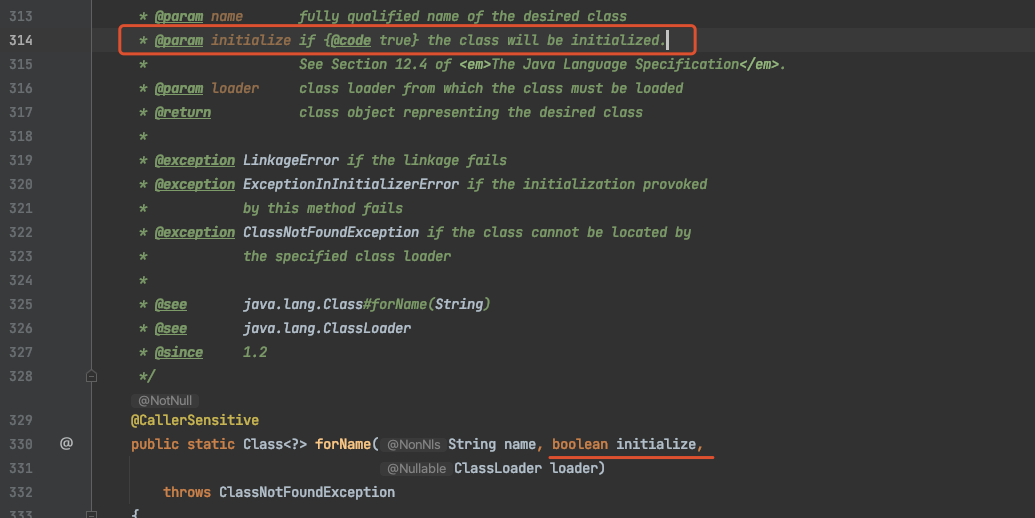 313 * @param name fully qualified name of the desired class
314 * @param initialize if {@code true} the class will be initialized.
315 * See Section 12.4 of <em>The Java Language Specification</em>.
316 * @param loader class loader from which the class must be loaded
317 * @return class object representing the desired class
318 *
319 * @exception LinkageError if the linkage fails
320 * @exception ExceptionInInitializerError if the initialization provoked
321 * by this method fails
322 * @exception ClassNotFoundException if the class cannot be located by
323 * the specified class loader
324 *
325 * @see java.lang.Class#forName(String)
326 * @see java.lang.ClassLoader
327 * @since 1.2
328 */
@NotNull
329 @CallerSensitive
330 @ public static Class<?> forName( @NonNls String name, boolean initialize,
331 @Nullable ClassLoader loader)
332 throws ClassNotFoundException
333 {